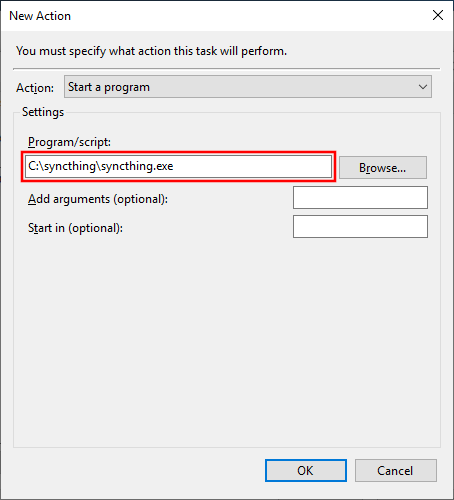 New Action
You must specify what action this task will perform.
Action: Start a program
Settings
Program/script:
C:\syncthing\syncthing.exe Browse...
Add arguments (optional):
Start in (optional):
OK Cancel